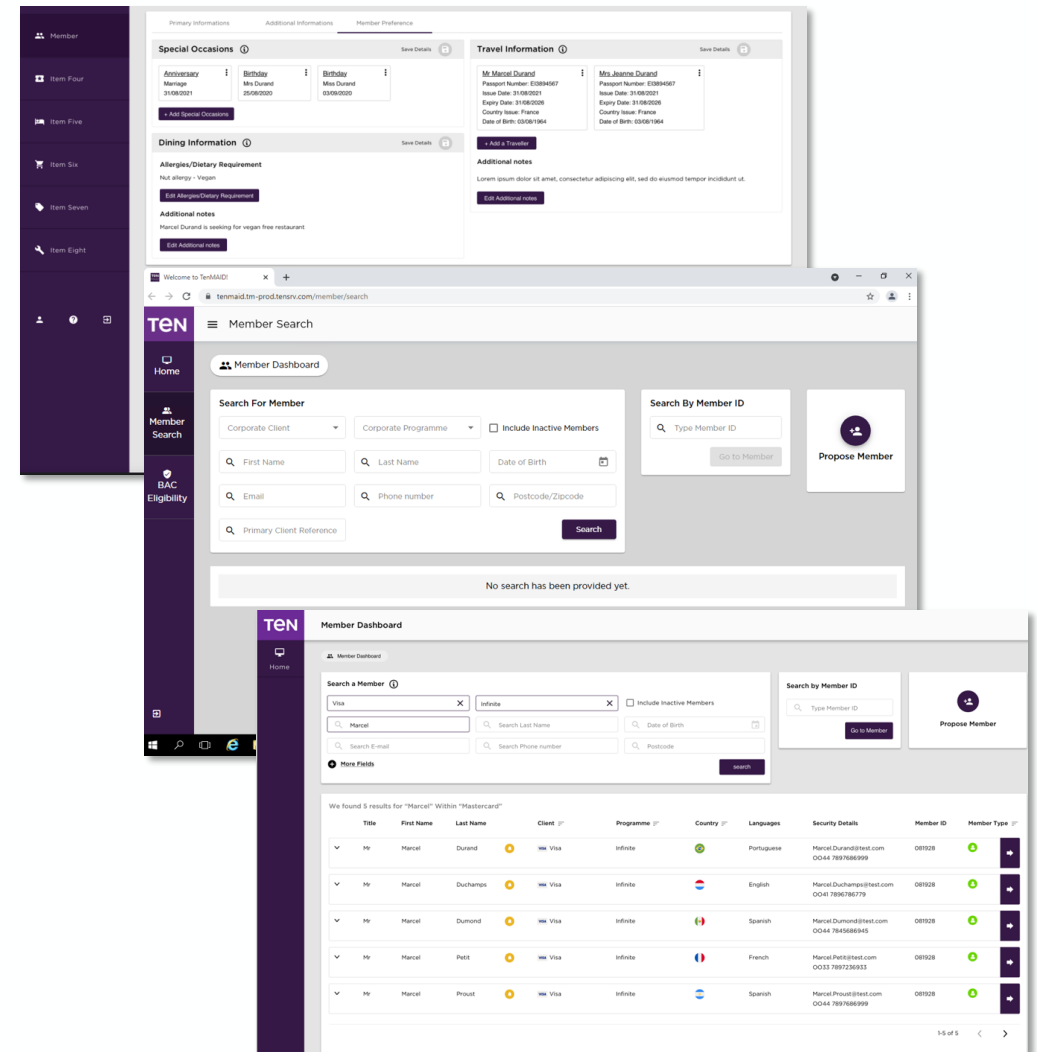 Primary Informations
Additional Informations
Member Preference
Member
Item Four
Item Five
Item Six
Item Seven
Item Eight
Special Occasions
Save Details
Anniversary
Marriage
31/08/2021
Birthday
Mrs Durand
25/08/2020
Birthday
Miss Durand
03/09/2020
+ Add Special Occasions
Dining Information
Save Details
Allergies/Dietary Requirement
Nut allergy - Vegan
Edit Allergies/Dietary Requirement
Additional notes
Marcel Durand is seeking for vegan free restaurant
Edit Additional notes
Travel Information
Save Details
Mr Marcel Durand
Passport Number: EI3894567
Issue Date: 31/08/2021
Expiry Date: 31/08/2026
Country Issue: France
Date of Birth: 03/08/1964
Mrs Jeanne Durand
Passport Number: EI3894567
Issue Date: 31/08/2021
Expiry Date: 31/08/2026
Country Issue: France
Date of Birth: 03/08/1964
+ Add a Traveller
Additional notes
Lorem ipsum dolor sit amet, consectetur adipiscing elit, sed do eiusmod tempor incididunt ut.
Edit Additional notes
Welcome to TenMAID!
tenmaid.tm-prod.tensrv.com/member/search
TEN
Member Search
Home
Member
Search
BAC
Eligibility
Member Dashboard
Search For Member
Corporate Client
Corporate Programme
Include Inactive Members
First Name
Last Name
Date of Birth
Email
Phone number
Postcode/Zipcode
Primary Client Reference
Search
Search By Member ID
Type Member ID
Go to Member
Propose Member
No search has been provided yet.
TEN
Member Dashboard
Home
Member Dashboard
Search a Member
Visa
Infinite
Include Inactive Members
Marcel
Search Last Name
Date of Birth
Search E-mail
Search Phone number
Postcode
More Fields
search
Search by Member ID
Type Member ID
Go to Member
Propose Member
We found 5 results for "Marcel" Within "Mastercard"
Title First Name Last Name Client Programme Country Languages Security Details Member ID Member Type
Mr Marcel Durand VISA Visa Infinite Portuguese Marcel.Durand@test.com 081928
0044 7897686999
Mr Marcel Duchamps VISA Visa Infinite English Marcel.Duchamps@test.com 081928
0041 7896786779
Mr Marcel Dumond VISA Visa Infinite Spanish Marcel.Dumond@test.com 081928
0044 7845686945
Mr Marcel Petit VISA Visa Infinite French Marcel.Petit@test.com 081928
0033 7897236933
Mr Marcel Proust VISA Visa Infinite Spanish Marcel.Proust@test.com 081928
0044 7897686999
1-5 of 5